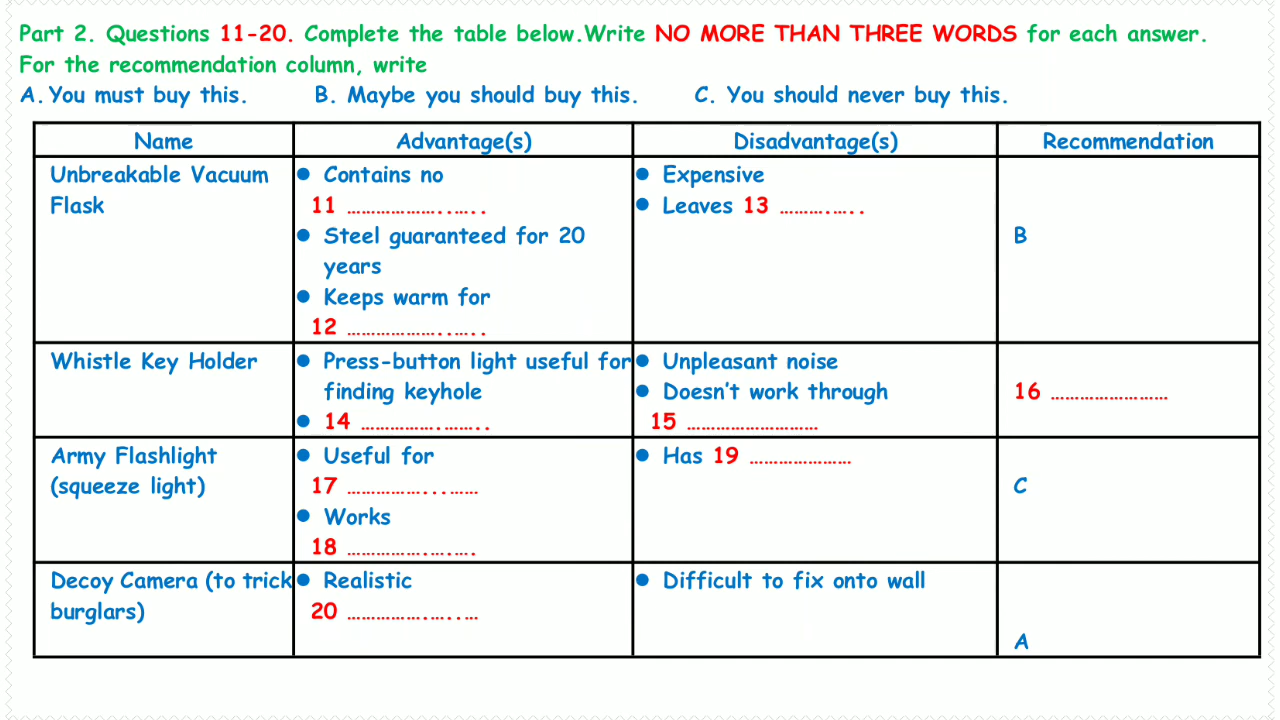 Part 2. Questions 11-20. Complete the table below.Write NO MORE THAN THREE WORDS for each answer.
For the recommendation column, write
A. You must buy this. B. Maybe you should buy this. C. You should never buy this.
Name Advantage(s) Disadvantage(s) Recommendation
Unbreakable Vacuum
Flask
● Contains no
11 ………………..…..
● Steel guaranteed for 20
years
● Keeps warm for
12 ………………..…..
● Expensive
● Leaves 13 ……….…..
B
Whistle Key Holder
● Press-button light useful for
finding keyhole
● 14 ……………….……..
● Unpleasant noise
● Doesn't work through
15 ………………………
16 ……………………
Army Flashlight
(squeeze light)
● Useful for
17 ……………...……
● Works
18 …………….….….
● Has 19 …………………
C
Decoy Camera (to trick
burglars)
● Realistic
20 …………….…..…
● Difficult to fix onto wall
A